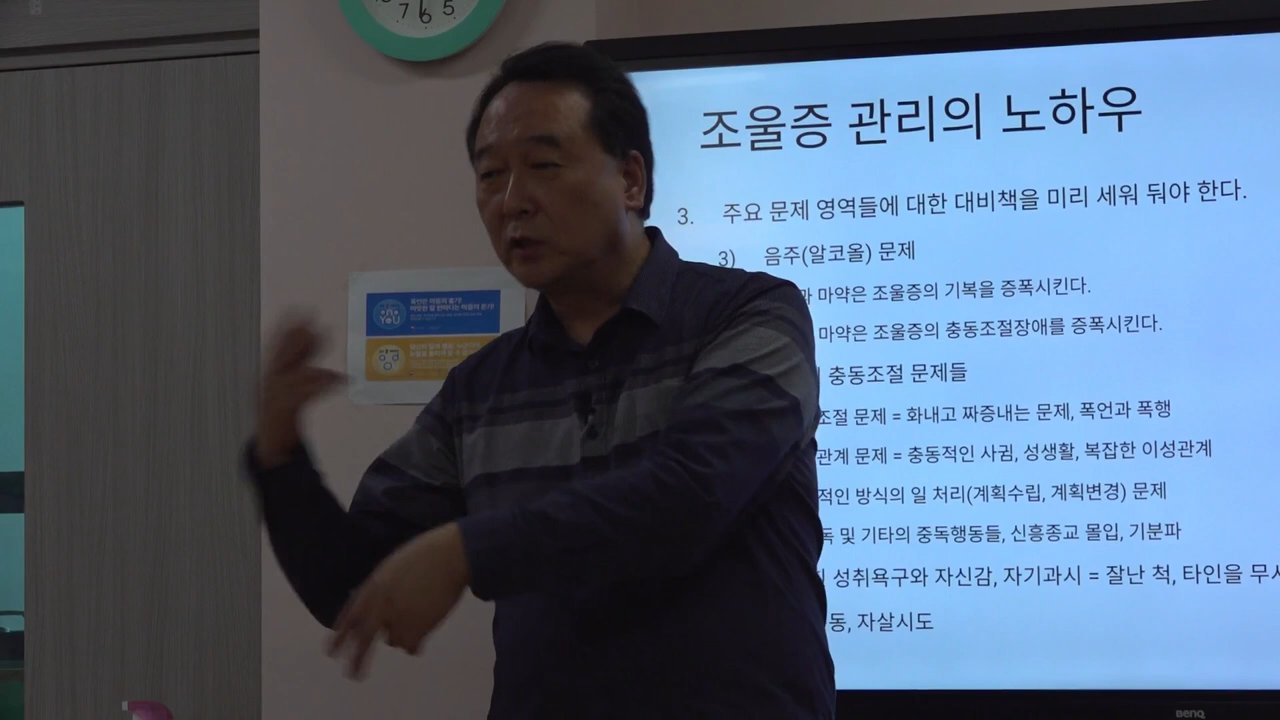 7 6 5
조울증 관리의 노하우
3. 주요 문제 영역들에 대한 대비책을 미리 세워 둬야 한다.
3) 음주(알코올) 문제
마약은 조울증의 기복을 증폭시킨다.
마약은 조울증의 충동조절장애를 증폭시킨다.
충동조절 문제들
조절 문제 = 화내고 짜증내는 문제, 폭언과 폭행
관계 문제 = 충동적인 사귐, 성생활, 복잡한 이성관계
적인 방식의 일 처리(계획수립, 계획변경) 문제
및 기타의 중독행동들, 신흥종교 몰입, 기분파
성취욕구와 자신감, 자기과시 = 잘난 척, 타인을 무시
동, 자살시도
YOU
BenQ